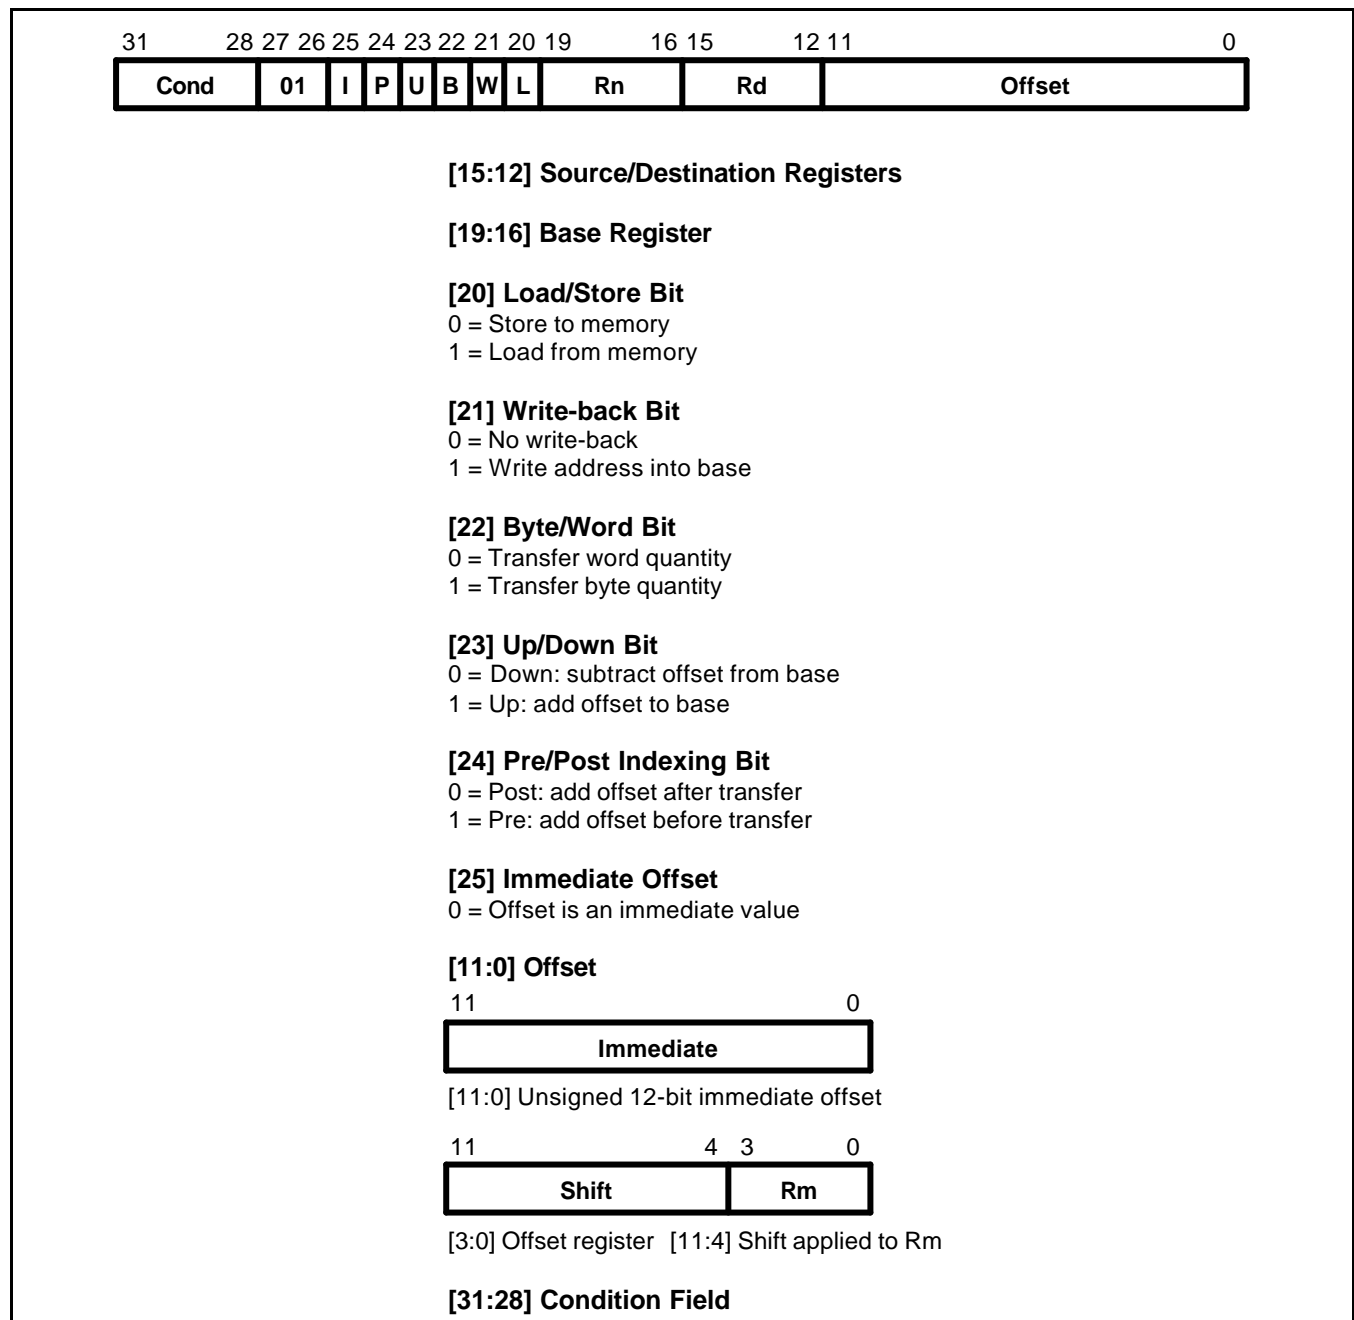 31 28 27 26 25 24 23 22 21 20 19 16 15 12 11 0
Cond 01 I P U B W L Rn Rd Offset
[15:12] Source/Destination Registers
[19:16] Base Register
[20] Load/Store Bit
0 = Store to memory
1 = Load from memory
[21] Write-back Bit
0 = No write-back
1 = Write address into base
[22] Byte/Word Bit
0 = Transfer word quantity
1 = Transfer byte quantity
[23] Up/Down Bit
0 = Down: subtract offset from base
1 = Up: add offset to base
[24] Pre/Post Indexing Bit
0 = Post: add offset after transfer
1 = Pre: add offset before transfer
[25] Immediate Offset
0 = Offset is an immediate value
[11:0] Offset
11 0
Immediate
[11:0] Unsigned 12-bit immediate offset
11 4 3 0
Shift Rm
[3:0] Offset register [11:4] Shift applied to Rm
[31:28] Condition Field